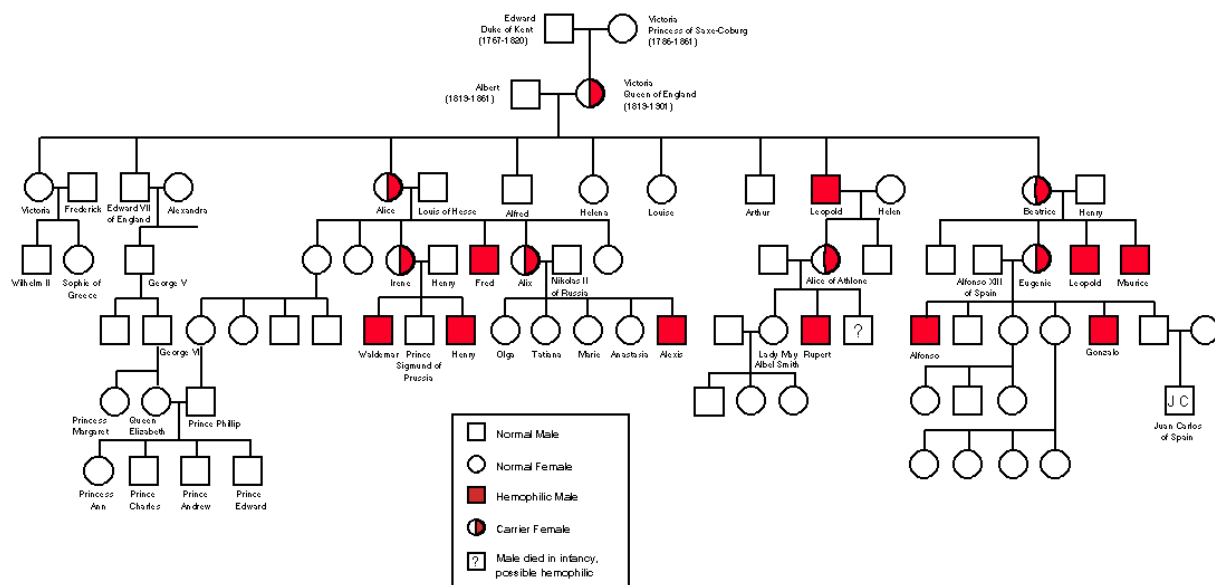 Edward
Duke of Kent
(1767-1820)
Victoria
Princess of Saxe-Coburg
(1786-1861)
Albert
(1819-1861)
Victoria
Queen of England
(1819-1901)
Victoria
Frederick
Edward VII
of England
Alexandra
Alice
Louis of Hesse
Alfred
Helena
Louise
Arthur
Leopold
Helen
Beatrice
Henry
Wilhelm II
Sophie of
Greece
George V
Irene
Henry
Fred
Alix
Nikolas II
of Russia
Alice of Athlone
Alfonso XIII
of Spain
Eugenie
Leopold
Maurice
George VI
Waldemar
Prince
Sigmund of
Prussia
Henry
Olga
Tatiana
Marie
Anastasia
Alexis
Lady May
Abel Smith
Rupert
?
Alfonso
Gonzalo
Princess
Margaret
Queen
Elizabeth
Prince Phillip
J C
Juan Carlos
of Spain
Princess
Ann
Prince
Charles
Prince
Andrew
Prince
Edward
Normal Male
Normal Female
Hemophilic Male
Carrier Female
?
Male died in infancy,
possible hemophilic